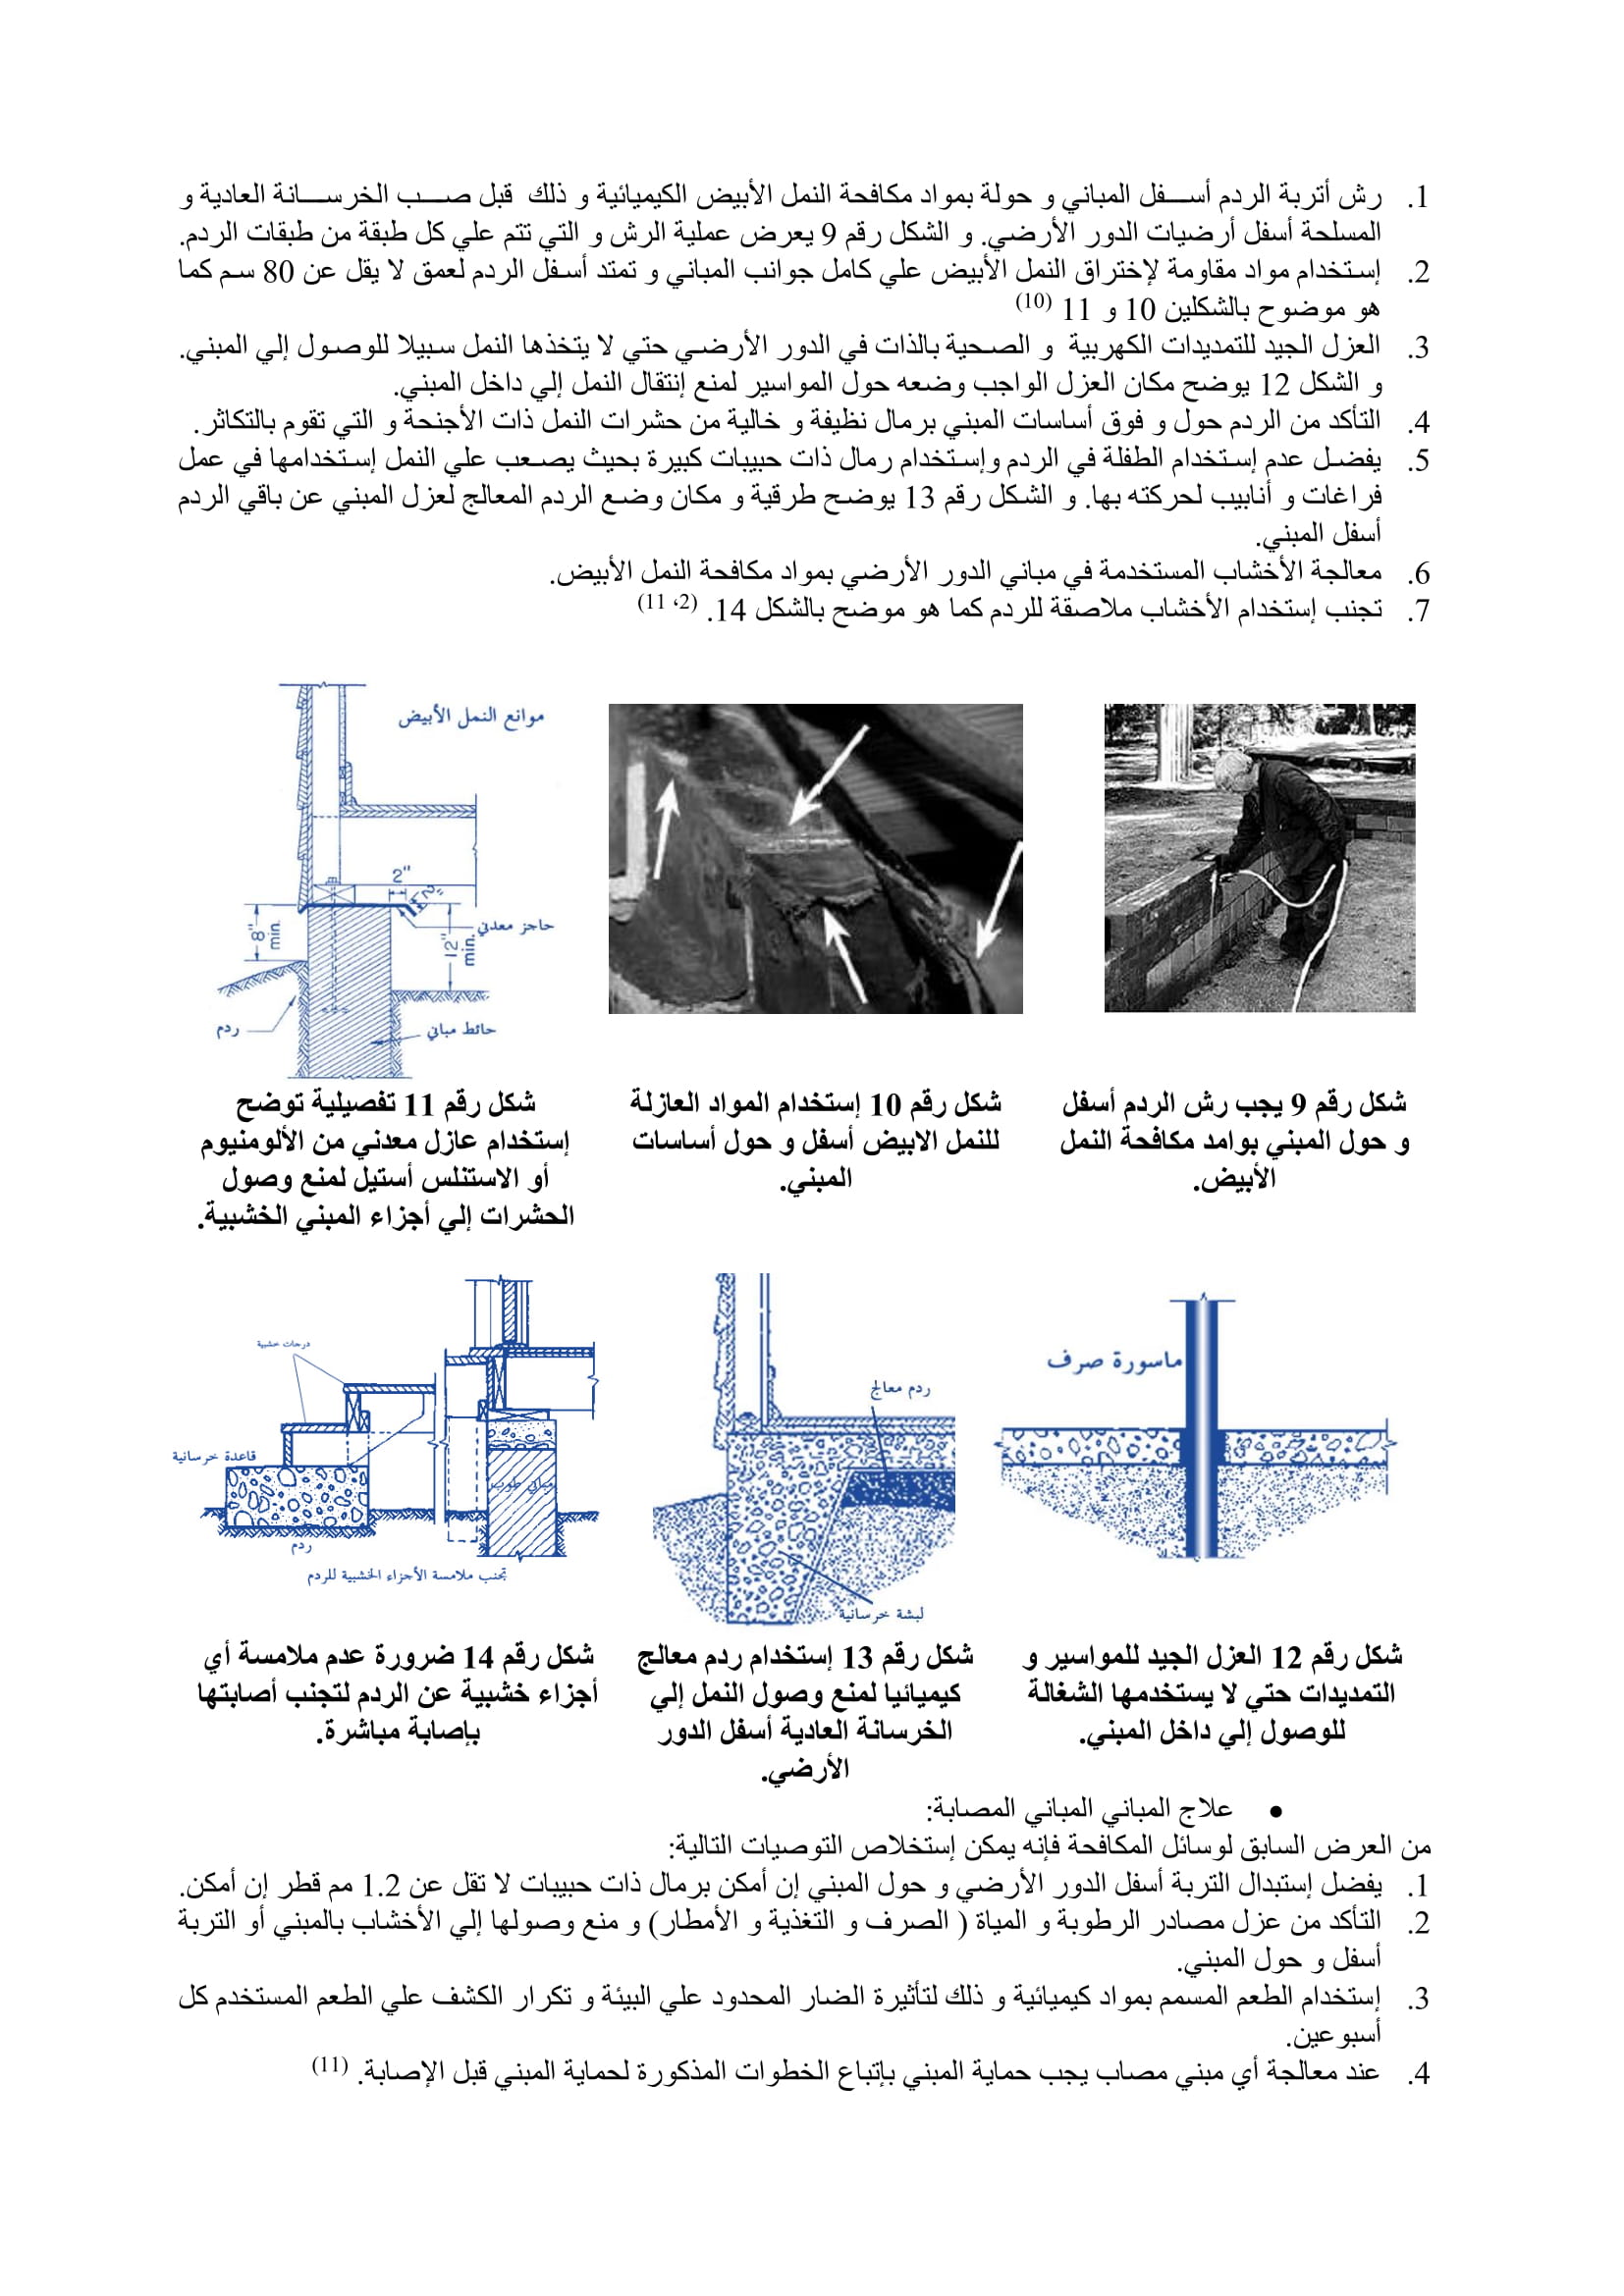 1. رش أتربة الردم أسفل المباني و حولة بمواد مكافحة النمل الأبيض الكيميائية و ذلك قبل صب الخرسانة العادية و
المسلحة أسفل أرضيات الدور الأرضي. و الشكل رقم 9 يعرض عملية الرش و التي تتم علي كل طبقة من طبقات الردم.
2. إستخدام مواد مقاومة لإختراق النمل الأبيض علي كامل جوانب المباني و تمتد أسفل الردم لعمق لا يقل عن 80 سم كما
هو موضوح بالشكلين 10 و 11 (10)
3. العزل الجيد للتمديدات الكهربية و الصحية بالذات في الدور الأرضي حتي لا يتخذها النمل سبيلا للوصول إلي المبني.
و الشكل 12 يوضح مكان العزل الواجب وضعه حول المواسير لمنع إنتقال النمل إلي داخل المبني.
4. التأكد من الردم حول و فوق أساسات المبني برمال نظيفة و خالية من حشرات النمل ذات الأجنحة و التي تقوم بالتكاثر.
5. يفضل عدم إستخدام الطفلة في الردم وإستخدام رمال ذات حبيبات كبيرة بحيث يصعب علي النمل إستخدامها في عمل
فراغات و أنابيب لحركته بها. و الشكل رقم 13 يوضح طرقية و مكان وضع الردم المعالج لعزل المبني عن باقي الردم
أسفل المبني.
6. معالجة الأخشاب المستخدمة في مباني الدور الأرضي بمواد مكافحة النمل الأبيض.
7. تجنب إستخدام الأخشاب ملاصقة للردم كما هو موضح بالشكل 14. (2، 11)
موانع النمل الأبيض
2"
2"
8" min.
12" min.
حاجز معدني
ردم
حائط مباني
شكل رقم 9 يجب رش الردم أسفل
و حول المبني بوامد مكافحة النمل
الأبيض.
شكل رقم 10 إستخدام المواد العازلة
للنمل الابيض أسفل و حول أساسات
المبني.
شكل رقم 11 تفصيلية توضح
إستخدام عازل معدني من الألومنيوم
أو الاستنلس أستيل لمنع وصول
الحشرات إلي أجزاء المبني الخشبية.
ماسورة صرف
ردم معالج
لبشة خرسانية
درجات خشبية
قاعدة خرسانية
مباني طوب
ردم
تجنب ملامسة الأجزاء الخشبية للردم
شكل رقم 12 العزل الجيد للمواسير و
التمديدات حتي لا يستخدمها الشغالة
للوصول إلي داخل المبني.
شكل رقم 13 إستخدام ردم معالج
كيميائيا لمنع وصول النمل إلي
الخرسانة العادية أسفل الدور
الأرضي.
شكل رقم 14 ضرورة عدم ملامسة أي
أجزاء خشبية عن الردم لتجنب أصابتها
بإصابة مباشرة.
• علاج المباني المباني المصابة:
من العرض السابق لوسائل المكافحة فإنه يمكن إستخلاص التوصيات التالية:
1. يفضل إستبدال التربة أسفل الدور الأرضي و حول المبني إن أمكن برمال ذات حبيبات لا تقل عن 1.2 مم قطر إن أمكن.
2. التأكد من عزل مصادر الرطوبة و المياة ( الصرف و التغذية و الأمطار) و منع وصولها إلي الأخشاب بالمبني أو التربة
أسفل و حول المبني.
3. إستخدام الطعم المسمم بمواد كيميائية و ذلك لتأثيرة الضار المحدود علي البيئة و تكرار الكشف علي الطعم المستخدم كل
أسبوعين.
4. عند معالجة أي مبني مصاب يجب حماية المبني بإتباع الخطوات المذكورة لحماية المبني قبل الإصابة. (11)